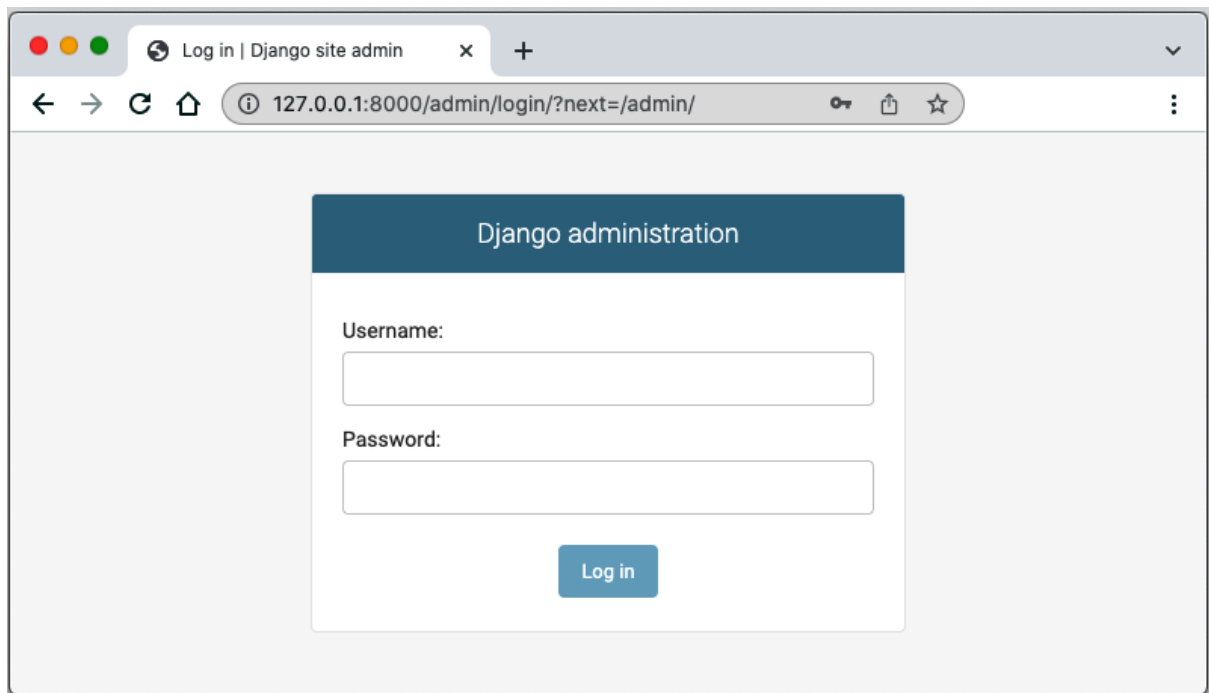 Log in | Django site admin
127.0.0.1:8000/admin/login/?next=/admin/
Django administration
Username:
Password:
Log in